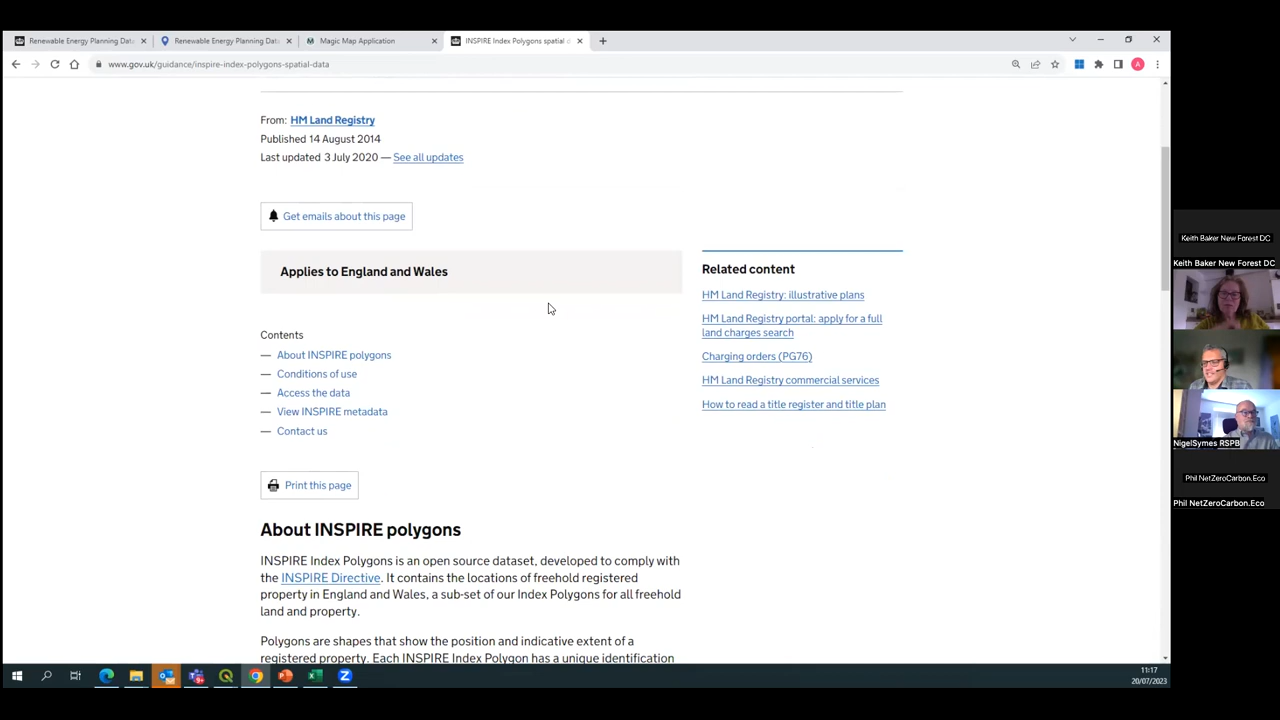 Renewable Energy Planning Dat
Renewable Energy Planning Dat
Magic Map Application
INSPIRE Index Polygons spatial d
www.gov.uk/guidance/inspire-index-polygons-spatial-data
A
From: HM Land Registry
Published 14 August 2014
Last updated 3 July 2020 — See all updates
Get emails about this page
Applies to England and Wales
Contents
— About INSPIRE polygons
— Conditions of use
— Access the data
— View INSPIRE metadata
— Contact us
Print this page
About INSPIRE polygons
INSPIRE Index Polygons is an open source dataset, developed to comply with
the INSPIRE Directive. It contains the locations of freehold registered
property in England and Wales, a sub-set of our Index Polygons for all freehold
land and property.
Polygons are shapes that show the position and indicative extent of a
registered property. Each INSPIRE Index Polygon has a unique identification
Related content
HM Land Registry: illustrative plans
HM Land Registry portal: apply for a full
land charges search
Charging orders (PG76)
HM Land Registry commercial services
How to read a title register and title plan
Keith Baker New Forest DC
Keith Baker New Forest DC
NigelSymes RSPB
Phil NetZeroCarbon.Eco
Phil NetZeroCarbon.Eco
11:17
20/07/2023